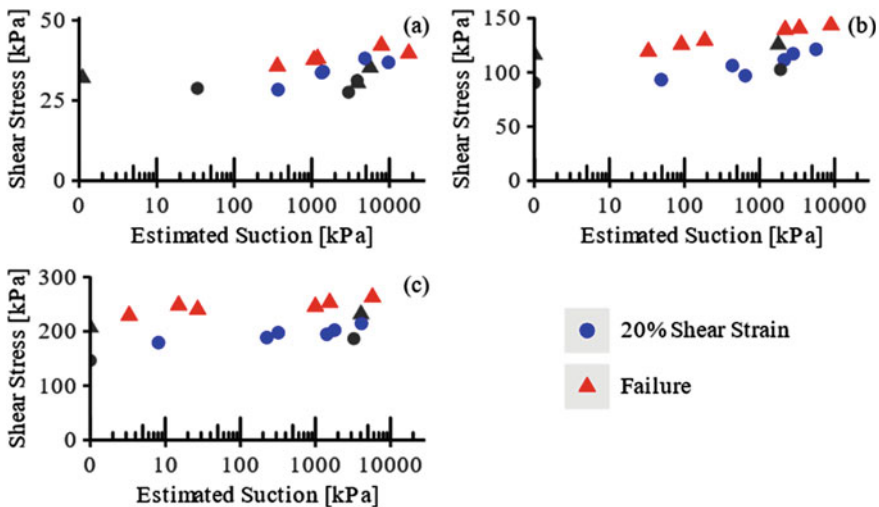 50
25
0
Shear Stress [kPa]
(a)
0 10 100 1000 10000
Estimated Suction [kPa]
150
100
50
0
Shear Stress [kPa]
(b)
0 10 100 1000 10000
Estimated Suction [kPa]
300
200
100
0
Shear Stress [kPa]
(c)
0 10 100 1000 10000
Estimated Suction [kPa]
20% Shear Strain
Failure